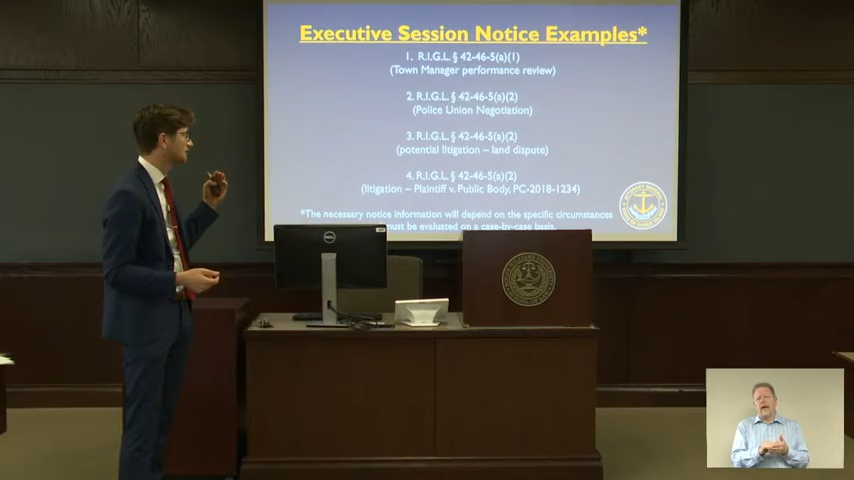 Executive Session Notice Examples*
1. R.I.G.L. § 42-46-5(a)(1)
(Town Manager performance review)
2. R.I.G.L. § 42-46-5(a)(2)
(Police Union Negotiation)
3. R.I.G.L. § 42-46-5(a)(2)
(potential litigation – land dispute)
4. R.I.G.L. § 42-46-5(a)(2)
(litigation – Plaintiff v. Public Body, PC-2018-1234)
*The necessary notice information will depend on the specific circumstances
must be evaluated on a case-by-case basis.
ATTORNEY GENERAL
DELL